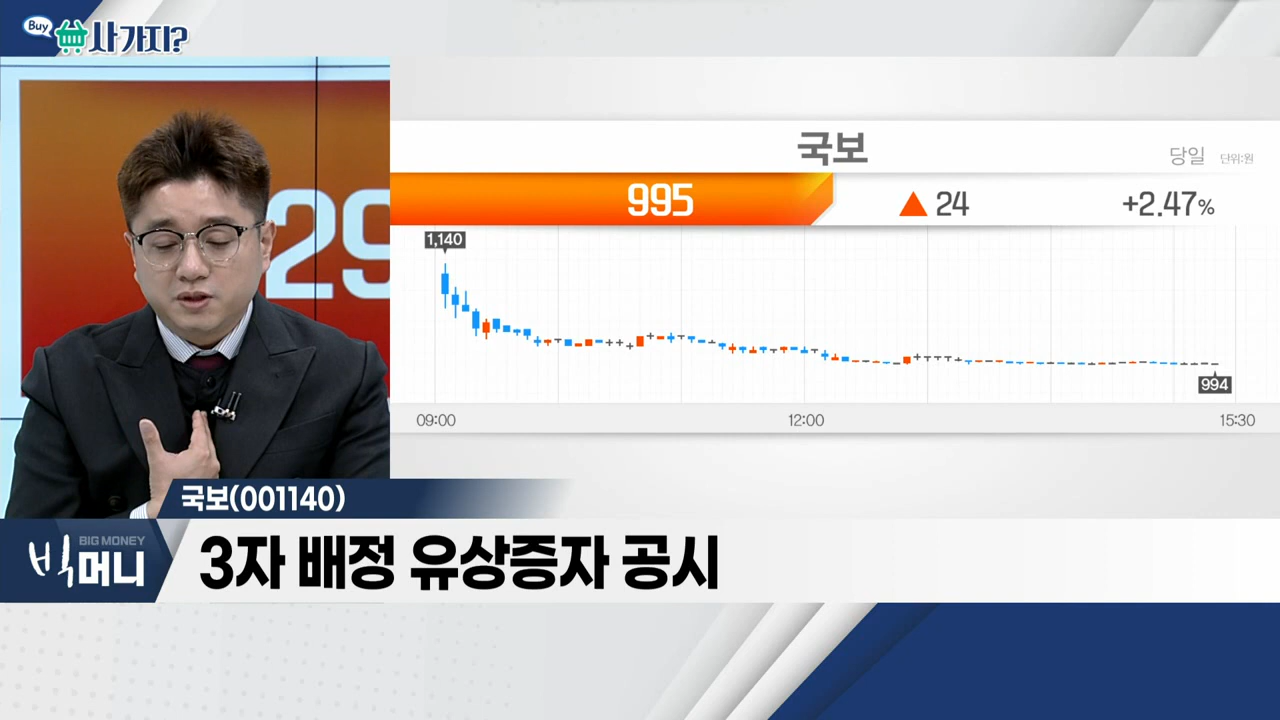 Buy
사가지?
29
국보
당일 단위:원
995 ▲ 24 +2.47%
1,140
994
09:00 12:00 15:30
국보(001140)
BIG MONEY
빅머니
3자 배정 유상증자 공시